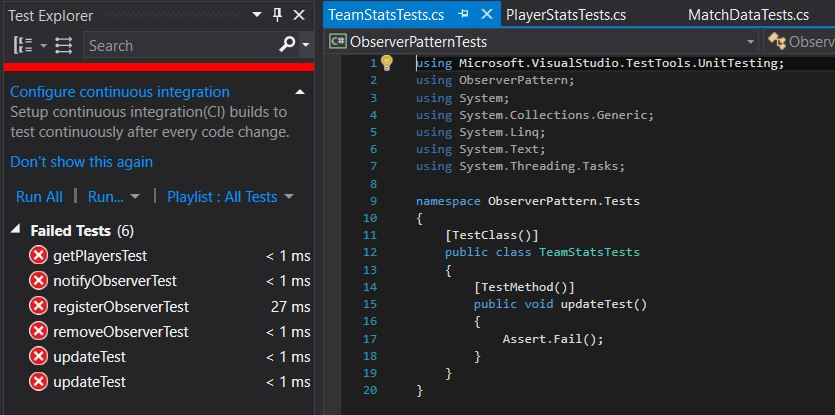 Test Explorer
Search
Configure continuous integration
Setup continuous integration(CI) builds to
test continuously after every code change.
Don't show this again
Run All | Run... | Playlist : All Tests
Failed Tests (6)
getPlayersTest < 1 ms
notifyObserverTest < 1 ms
registerObserverTest 27 ms
removeObserverTest < 1 ms
updateTest < 1 ms
updateTest < 1 ms
TeamStatsTests.cs PlayerStatsTests.cs MatchDataTests.cs
C# ObserverPatternTests Observer
1 using Microsoft.VisualStudio.TestTools.UnitTesting;
2 using ObserverPattern;
3 using System;
4 using System.Collections.Generic;
5 using System.Linq;
6 using System.Text;
7 using System.Threading.Tasks;
8
9 namespace ObserverPattern.Tests
10 {
11 [TestClass()]
12 public class TeamStatsTests
13 {
14 [TestMethod()]
15 public void updateTest()
16 {
17 Assert.Fail();
18 }
19 }
20 }